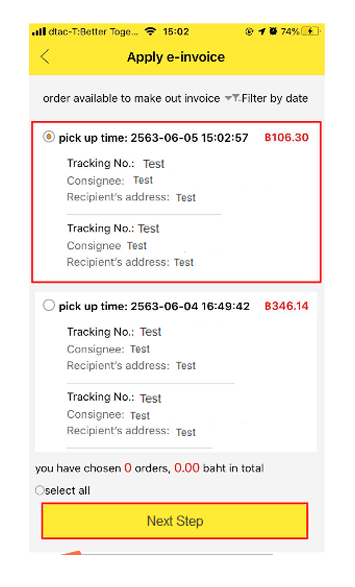 dtac-T:Better Toge... 15:02 74%
Apply e-invoice
order available to make out invoice Filter by date
pick up time: 2563-06-05 15:02:57 ฿106.30
Tracking No.: Test
Consignee: Test
Recipient's address: Test
Tracking No.: Test
Consignee Test
Recipient's address: Test
pick up time: 2563-06-04 16:49:42 ฿346.14
Tracking No.: Test
Consignee: Test
Recipient's address: Test
Tracking No.: Test
Consignee: Test
Recipient's address: Test
you have chosen 0 orders, 0.00 baht in total
select all
Next Step